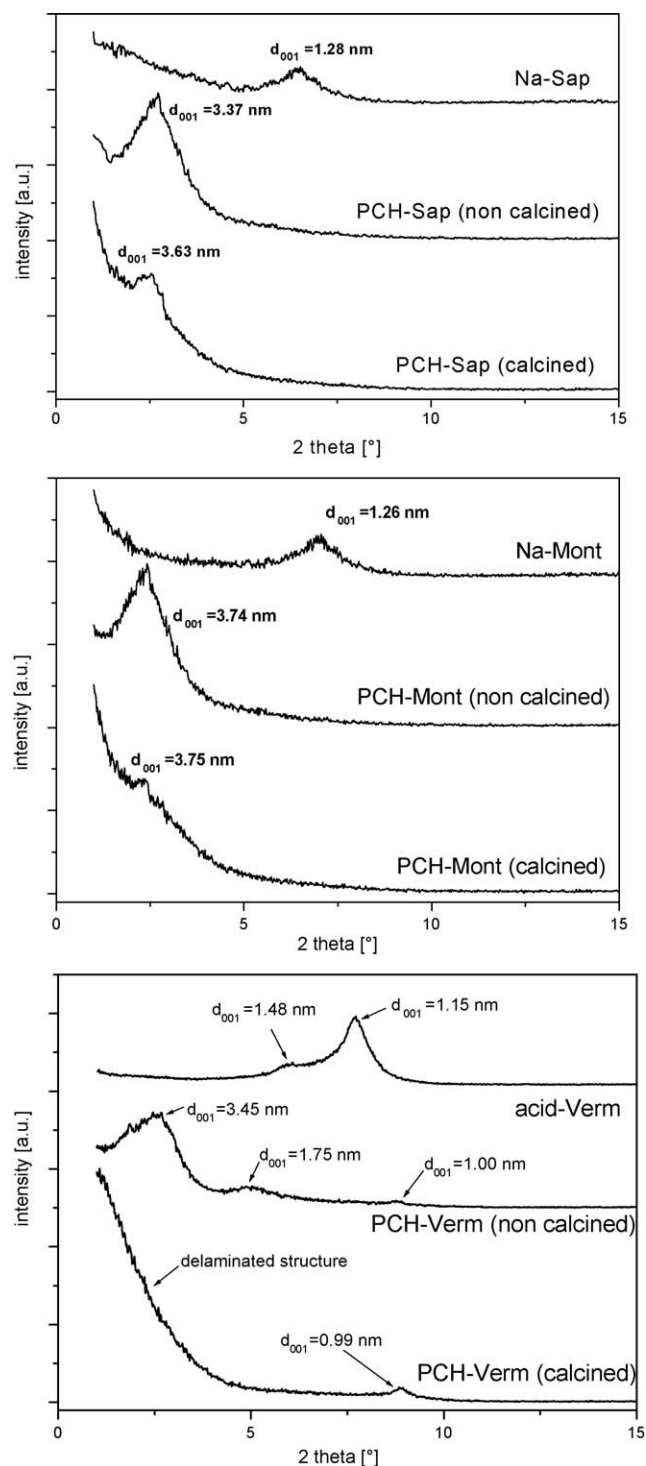 d001 =1.28 nm
Na-Sap
d001 =3.37 nm
PCH-Sap (non calcined)
d001 =3.63 nm
PCH-Sap (calcined)
intensity [a.u.]
0 5 10 15
2 theta [°]
d001 =1.26 nm
Na-Mont
d001 =3.74 nm
PCH-Mont (non calcined)
d001 =3.75 nm
PCH-Mont (calcined)
intensity [a.u.]
0 5 10 15
2 theta [°]
d001 =1.48 nm
d001 =1.15 nm
acid-Verm
d001 =3.45 nm
d001 =1.75 nm
d001 =1.00 nm
PCH-Verm (non calcined)
delaminated structure
d001 =0.99 nm
PCH-Verm (calcined)
intensity [a.u.]
0 5 10 15
2 theta [°]